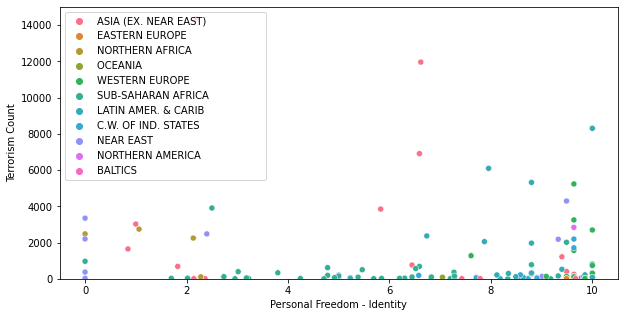 14000
12000
10000
8000
6000
4000
2000
0
Terrorism Count
ASIA (EX. NEAR EAST)
EASTERN EUROPE
NORTHERN AFRICA
OCEANIA
WESTERN EUROPE
SUB-SAHARAN AFRICA
LATIN AMER. & CARIB
C.W. OF IND. STATES
NEAR EAST
NORTHERN AMERICA
BALTICS
0 2 4 6 8 10
Personal Freedom - Identity